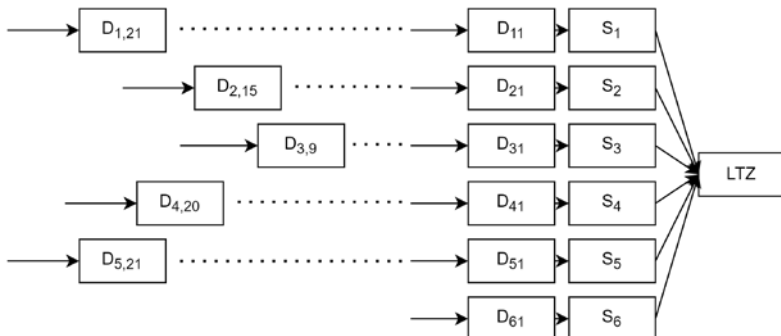 D1,21 D11 S1
D2,15 D21 S2
D3,9 D31 S3
LTZ
D4,20 D41 S4
D5,21 D51 S5
D61 S6